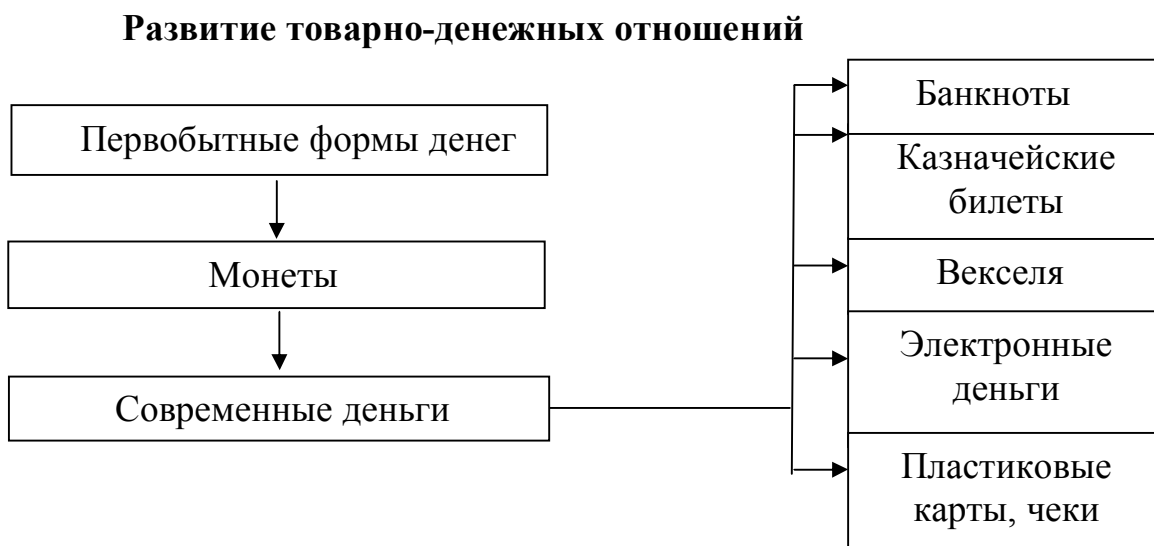 Развитие товарно-денежных отношений
Первобытные формы денег
Монеты
Современные деньги
Банкноты
Казначейские
билеты
Векселя
Электронные
деньги
Пластиковые
карты, чеки